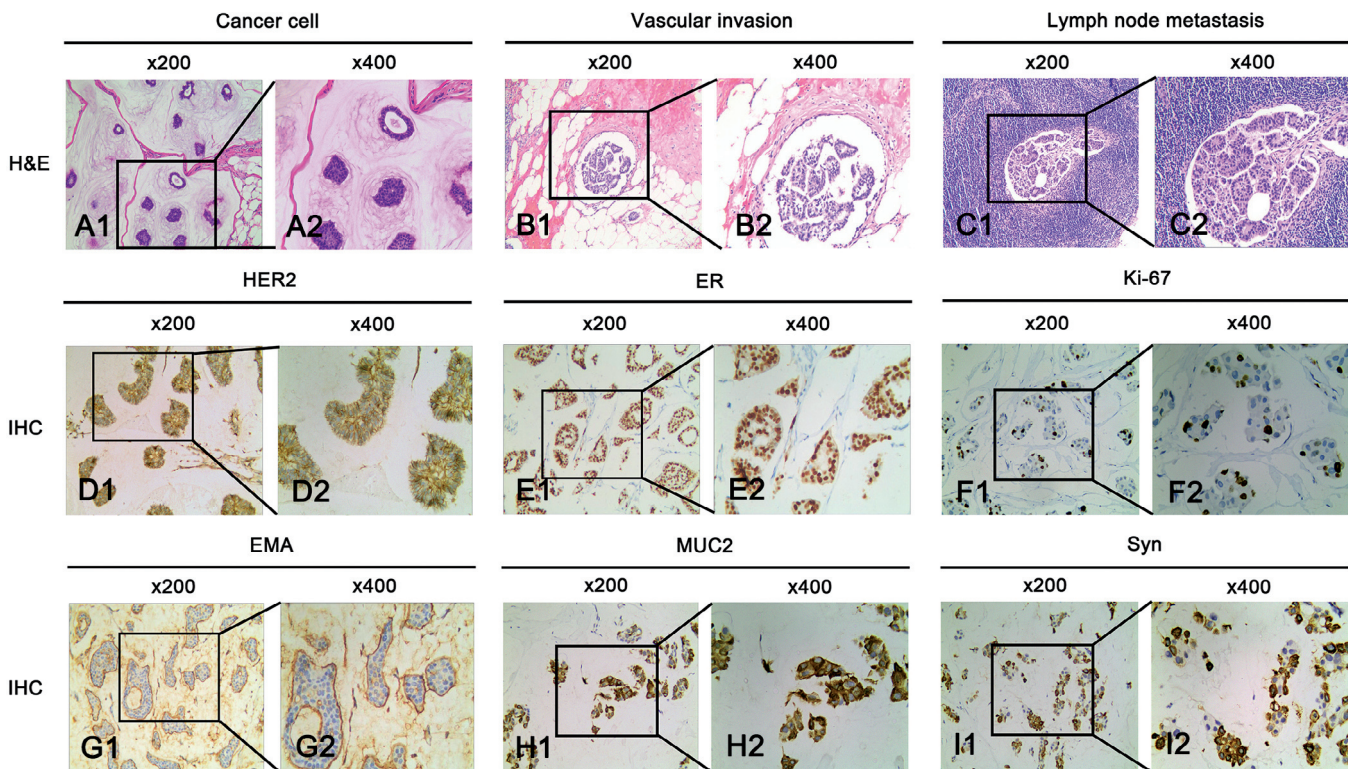 Cancer cell Vascular invasion Lymph node metastasis
x200 x400 x200 x400 x200 x400
H&E
A1 A2 B1 B2 C1 C2
HER2 ER Ki-67
x200 x400 x200 x400 x200 x400
IHC
D1 D2 E1 E2 F1 F2
EMA MUC2 Syn
x200 x400 x200 x400 x200 x400
IHC
G1 G2 H1 H2 I1 I2